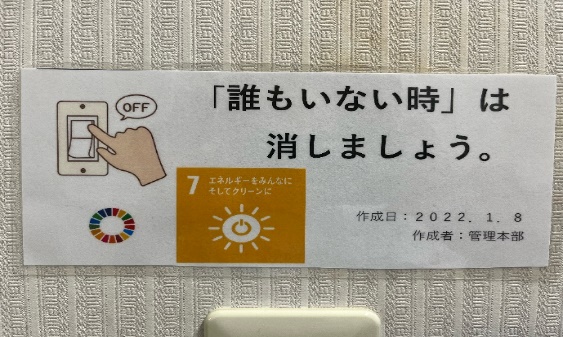 OFF
「誰もいない時」は
消しましょう。
7 エネルギーをみんなに
そしてクリーンに
作成日：２０２２．１．８
作成者：管理本部